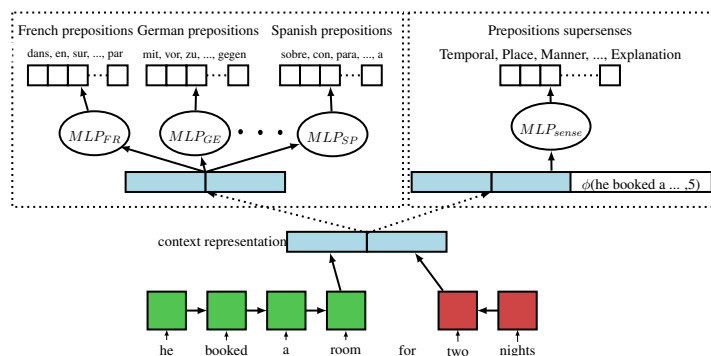 French prepositions German prepositions Spanish prepositions Prepositions supersenses
dans, en, sur, ..., par mit, vor, zu, ..., gegen sobre, con, para, ..., a Temporal, Place, Manner, ..., Explanation
MLP_FR MLP_GE MLP_SP MLP_sense
ϕ(he booked a ... ,5)
context representation
he booked a room for two nights